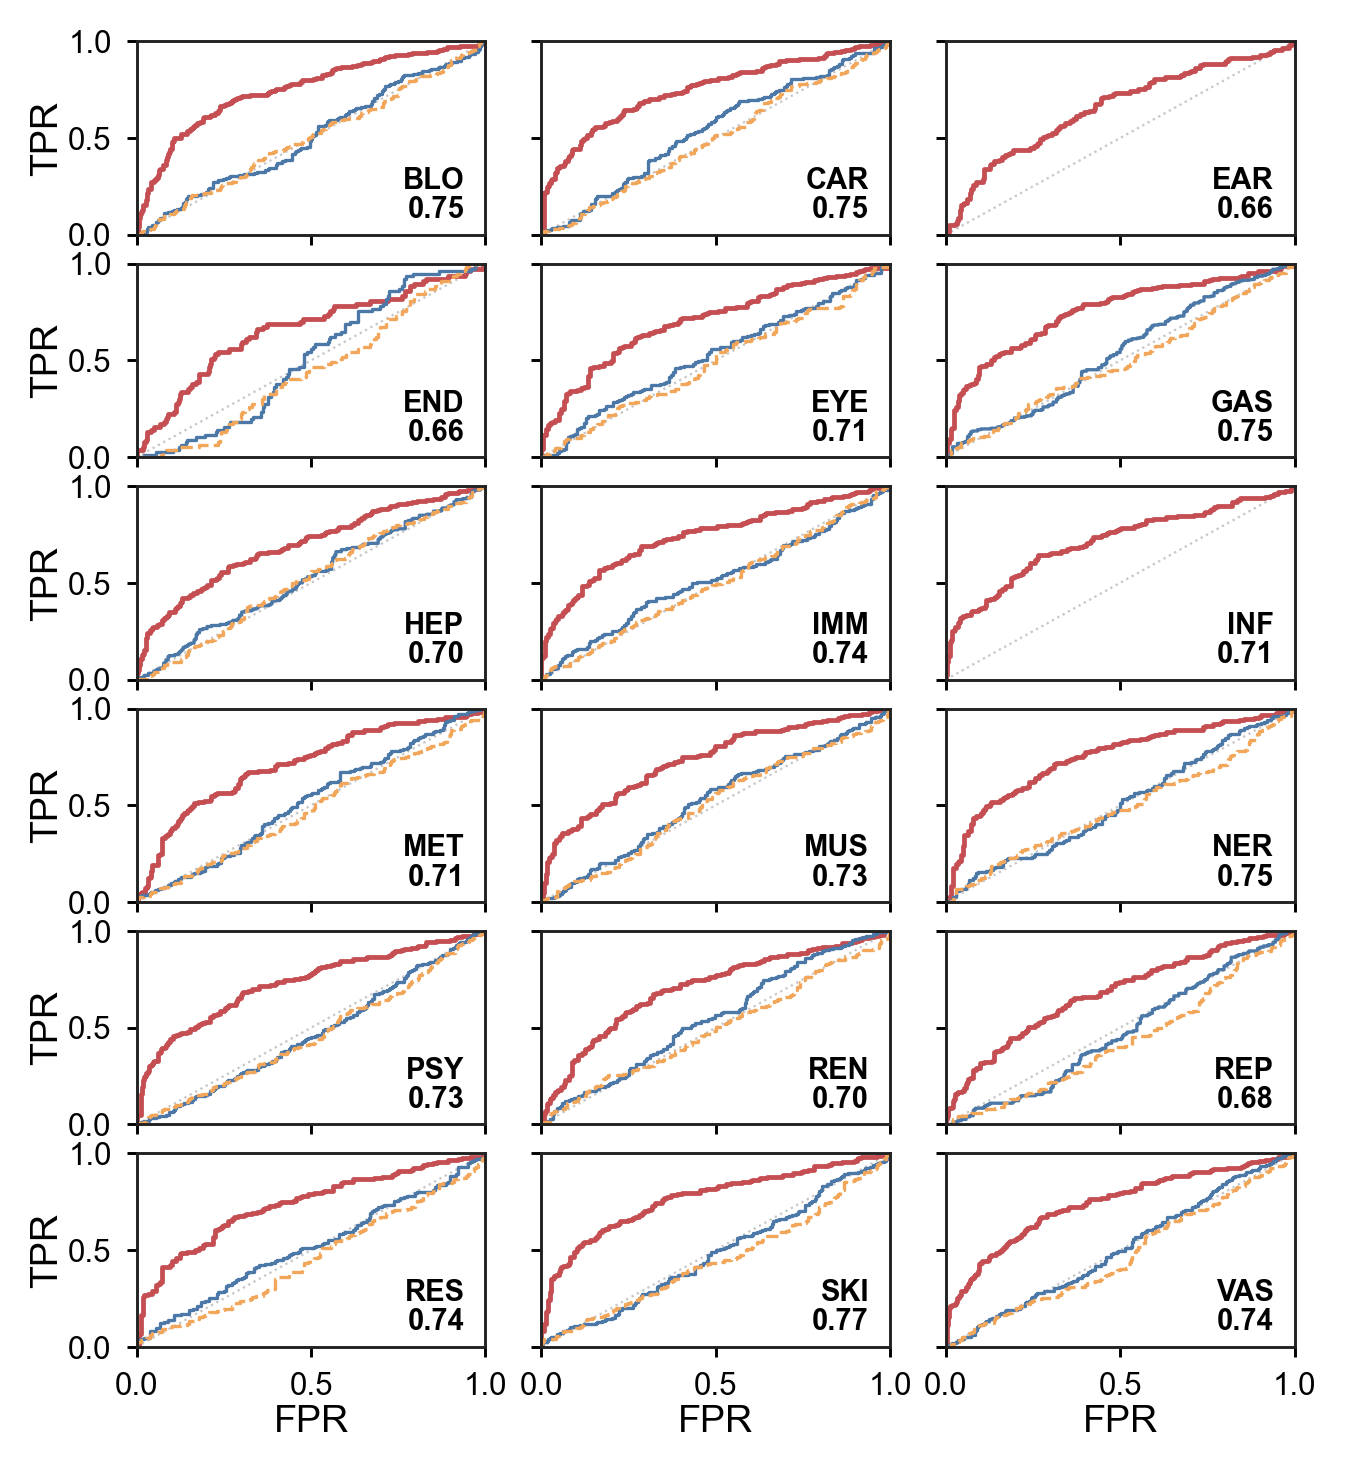 1.0
TPR
0.5
0.0
BLO
0.75
CAR
0.75
EAR
0.66
1.0
TPR
0.5
0.0
END
0.66
EYE
0.71
GAS
0.75
1.0
TPR
0.5
0.0
HEP
0.70
IMM
0.74
INF
0.71
1.0
TPR
0.5
0.0
MET
0.71
MUS
0.73
NER
0.75
1.0
TPR
0.5
0.0
PSY
0.73
REN
0.70
REP
0.68
1.0
TPR
0.5
0.0
RES
0.74
SKI
0.77
VAS
0.74
0.0 0.5 1.0
FPR
0.0 0.5 1.0
FPR
0.0 0.5 1.0
FPR